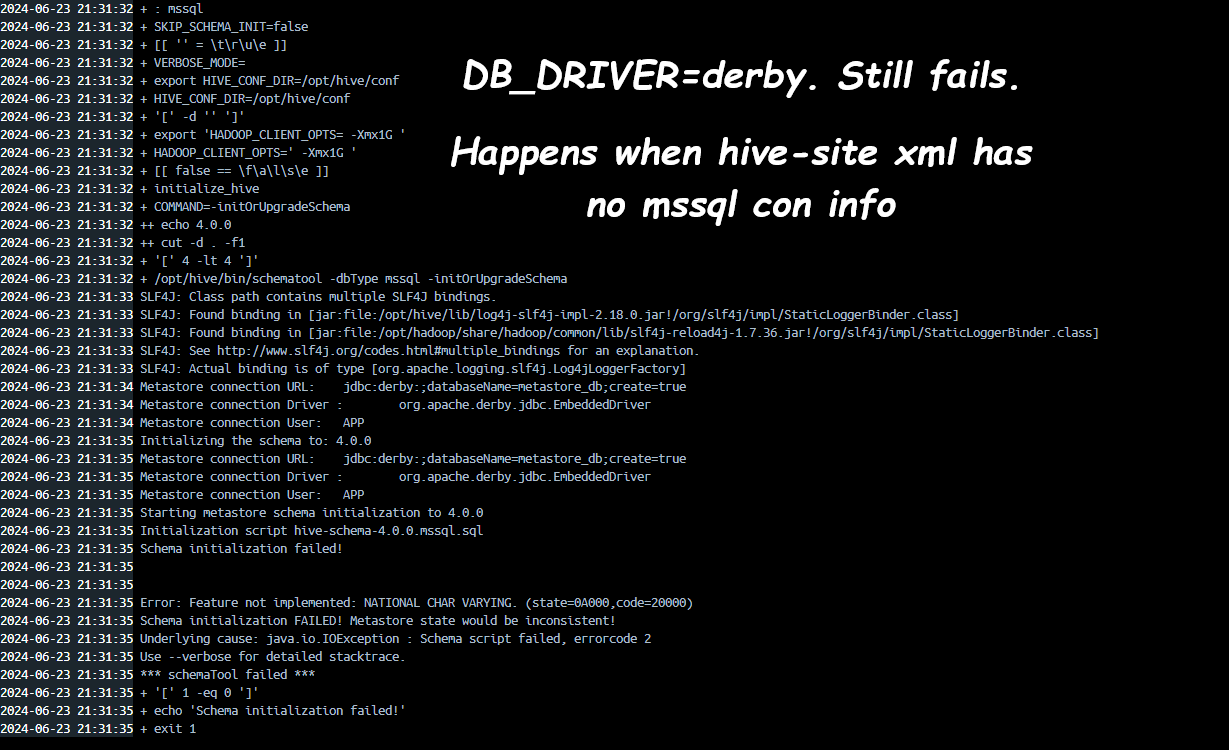 2024-06-23 21:31:32 + : mssql
2024-06-23 21:31:32 + SKIP_SCHEMA_INIT=false
2024-06-23 21:31:32 + [[ '' = \t\r\u\e ]]
2024-06-23 21:31:32 + VERBOSE_MODE=
2024-06-23 21:31:32 + export HIVE_CONF_DIR=/opt/hive/conf
2024-06-23 21:31:32 + HIVE_CONF_DIR=/opt/hive/conf
2024-06-23 21:31:32 + '[' -d '' ']'
2024-06-23 21:31:32 + export 'HADOOP_CLIENT_OPTS= -Xmx1G '
2024-06-23 21:31:32 + HADOOP_CLIENT_OPTS=' -Xmx1G '
2024-06-23 21:31:32 + [[ false == \f\a\l\s\e ]]
2024-06-23 21:31:32 + initialize_hive
2024-06-23 21:31:32 + COMMAND=-initOrUpgradeSchema
2024-06-23 21:31:32 ++ echo 4.0.0
2024-06-23 21:31:32 ++ cut -d . -f1
2024-06-23 21:31:32 + '[' 4 -lt 4 ']'
2024-06-23 21:31:32 + /opt/hive/bin/schematool -dbType mssql -initOrUpgradeSchema
2024-06-23 21:31:33 SLF4J: Class path contains multiple SLF4J bindings.
2024-06-23 21:31:33 SLF4J: Found binding in [jar:file:/opt/hive/lib/log4j-slf4j-impl-2.18.0.jar!/org/slf4j/impl/StaticLoggerBinder.class]
2024-06-23 21:31:33 SLF4J: Found binding in [jar:file:/opt/hadoop/share/hadoop/common/lib/slf4j-reload4j-1.7.36.jar!/org/slf4j/impl/StaticLoggerBinder.class]
2024-06-23 21:31:33 SLF4J: See http://www.slf4j.org/codes.html#multiple_bindings for an explanation.
2024-06-23 21:31:33 SLF4J: Actual binding is of type [org.apache.logging.slf4j.Log4jLoggerFactory]
2024-06-23 21:31:34 Metastore connection URL:    jdbc:derby:;databaseName=metastore_db;create=true
2024-06-23 21:31:34 Metastore connection Driver :        org.apache.derby.jdbc.EmbeddedDriver
2024-06-23 21:31:34 Metastore connection User:   APP
2024-06-23 21:31:35 Initializing the schema to: 4.0.0
2024-06-23 21:31:35 Metastore connection URL:    jdbc:derby:;databaseName=metastore_db;create=true
2024-06-23 21:31:35 Metastore connection Driver :        org.apache.derby.jdbc.EmbeddedDriver
2024-06-23 21:31:35 Metastore connection User:   APP
2024-06-23 21:31:35 Starting metastore schema initialization to 4.0.0
2024-06-23 21:31:35 Initialization script hive-schema-4.0.0.mssql.sql
2024-06-23 21:31:35 Schema initialization failed!
2024-06-23 21:31:35
2024-06-23 21:31:35
2024-06-23 21:31:35 Error: Feature not implemented: NATIONAL CHAR VARYING. (state=0A000,code=20000)
2024-06-23 21:31:35 Schema initialization FAILED! Metastore state would be inconsistent!
2024-06-23 21:31:35 Underlying cause: java.io.IOException : Schema script failed, errorcode 2
2024-06-23 21:31:35 Use --verbose for detailed stacktrace.
2024-06-23 21:31:35 *** schemaTool failed ***
2024-06-23 21:31:35 + '[' 1 -eq 0 ']'
2024-06-23 21:31:35 + echo 'Schema initialization failed!'
2024-06-23 21:31:35 + exit 1
DB_DRIVER=derby. Still fails.
Happens when hive-site xml has
no mssql con info